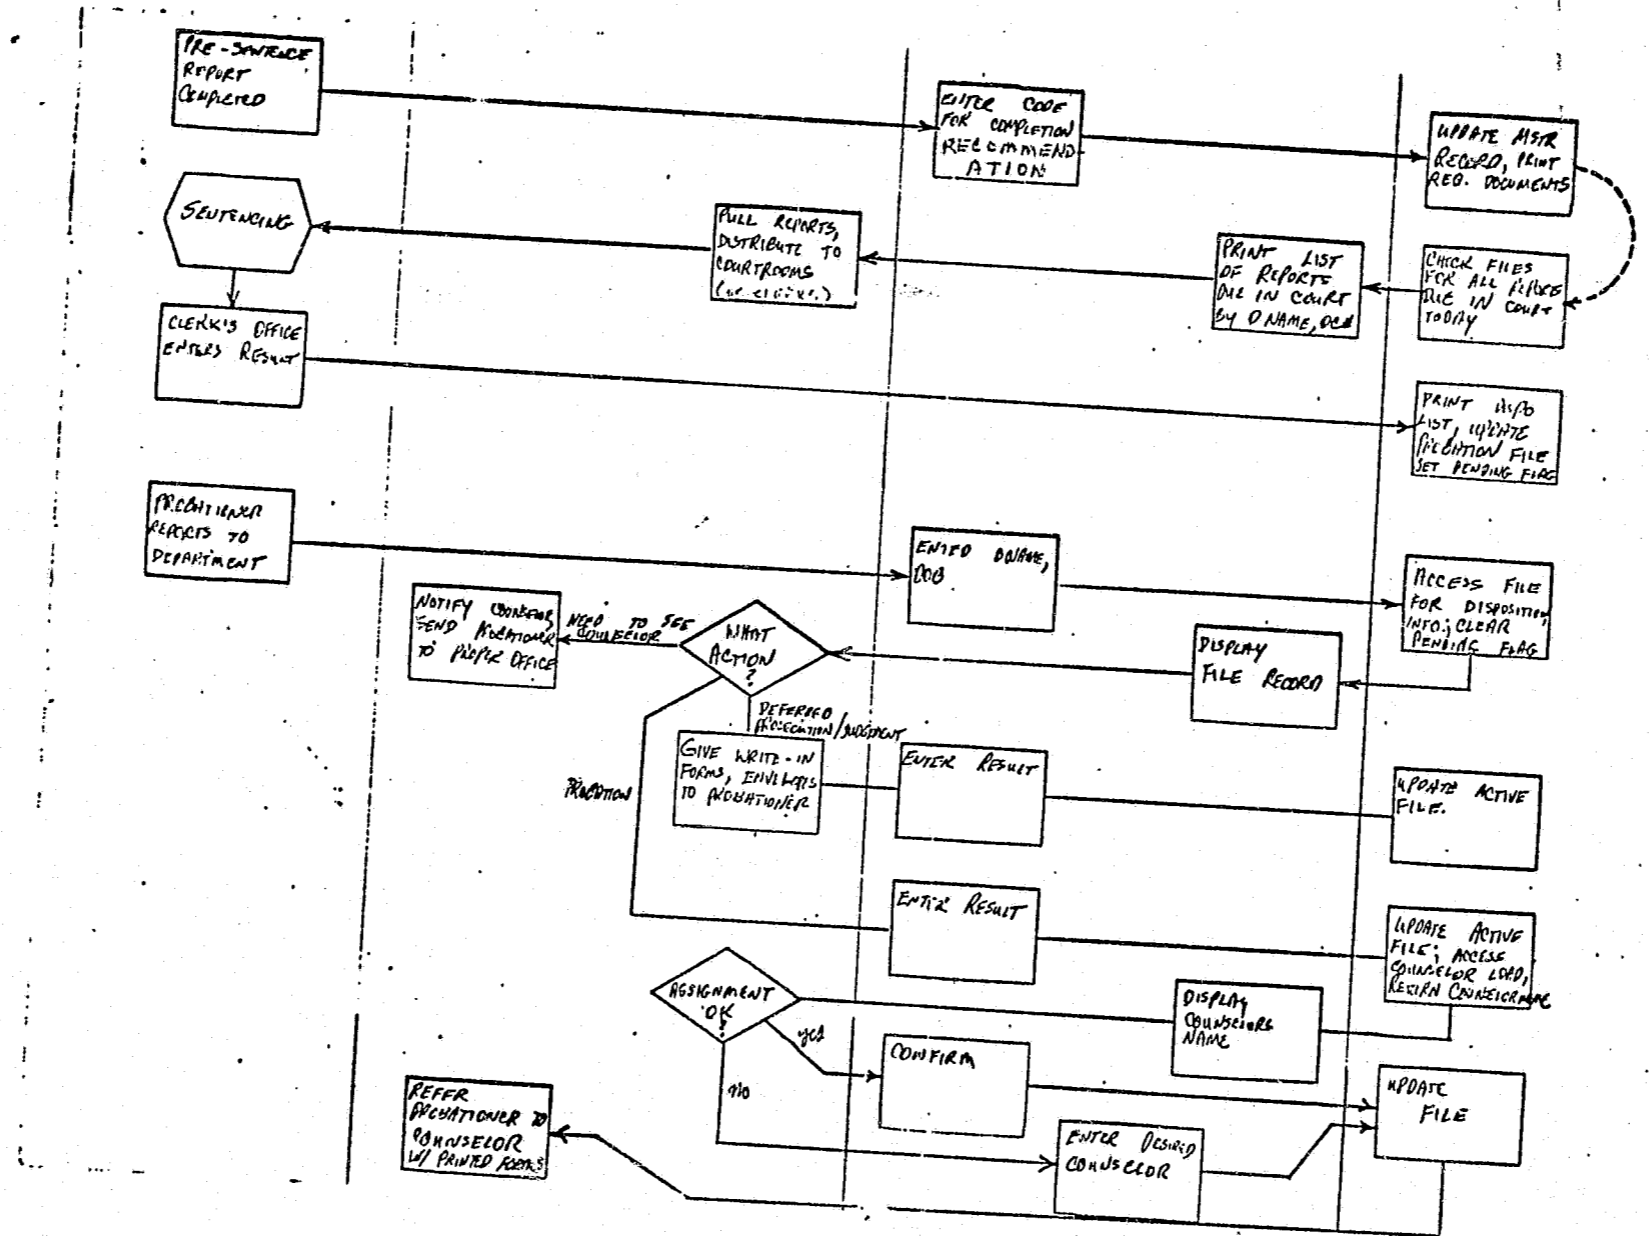 PRE-SENTENCE
REPORT
COMPLETED
ENTER CODE
FOR COMPLETION
RECOMMEND-
ATION
UPDATE MSTR
RECORD, PRINT
REQ. DOCUMENTS
SENTENCING
PULL REPORTS,
DISTRIBUTE TO
COURTROOMS
PRINT LIST
OF REPORTS
DUE IN COURT
BY D NAME,
CHECK FILES
FOR ALL REPORTS
DUE IN COURT
TODAY
CLERK'S OFFICE
ENTERS RESULT
PRINT
LIST, UPDATE
PROBATION FILE
SET PENDING FLAG
PROBATIONER
REPORTS TO
DEPARTMENT
ENTER DNAME,
DOB
ACCESS FILE
FOR DISPOSITION
INFO.; CLEAR
PENDING FLAG
NOTIFY COUNSELOR,
SEND PROBATIONER
TO PROPER OFFICE
NEED TO SEE
COUNSELOR
WHAT
ACTION
?
DISPLAY
FILE RECORD
DEFERRED
PROSECUTION/JUDGMENT
GIVE WRITE-IN
FORMS, ENVELOPES
TO PROBATIONER
ENTER RESULT
UPDATE ACTIVE
FILE.
PROBATION
ENTER RESULT
UPDATE ACTIVE
FILE; ACCESS
COUNSELOR LOAD,
RETURN COUNSELOR NAME
ASSIGNMENT
OK
?
DISPLAY
COUNSELORS
NAME
yes
CONFIRM
no
UPDATE
FILE
REFER
PROBATIONER TO
COUNSELOR
W/ PRINTED FORMS
ENTER DESIRED
COUNSELOR